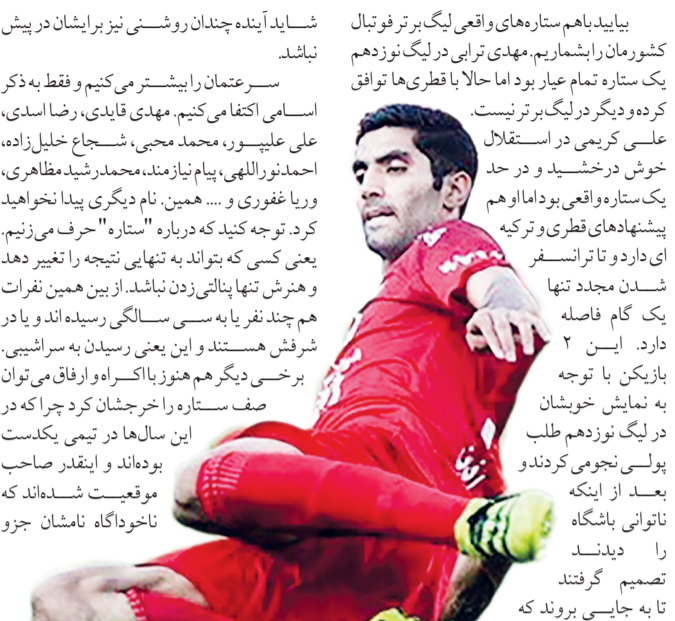 بیایید با هم ستاره‌های واقعی لیگ برتر فوتبال
کشورمان را بشماریم. مهدی ترابی در لیگ نوزدهم
یک ستاره تمام عیار بود اما حالا با قطری‌ها توافق
کرده و دیگر در لیگ برتر نیست.
علی کریمی در استقلال
خوش درخشید و در حد
یک ستاره واقعی بود اما او هم
پیشنهادهای قطری و ترکیه
ای دارد و تا ترانسفر
شدن مجدد تنها
یک گام فاصله
دارد. این ۲
بازیکن با توجه
به نمایش خوبشان
در لیگ نوزدهم طلب
پولی نجومی کردند و
بعد از اینکه
ناتوانی باشگاه
را دیدند
تصمیم گرفتند
تا به جایی بروند که
شاید آینده چندان روشنی نیز برایشان در پیش
نباشد.
سرعتمان را بیشتر می‌کنیم و فقط به ذکر
اسامی اکتفا می‌کنیم. مهدی قایدی، رضا اسدی،
علی علیپور، محمد محبی، شجاع خلیل‌زاده،
احمد نوراللهی، پیام نیازمند، محمدرشید مظاهری،
وریا غفوری و .... همین. نام دیگری پیدا نخواهید
کرد. توجه کنید که درباره "ستاره" حرف می‌زنیم.
یعنی کسی که بتواند به تنهایی نتیجه را تغییر دهد
و هنرش تنها پنالتی زدن نباشد. از بین همین نفرات
هم چند نفر یا به سی سالگی رسیده اند و یا در
شرفش هستند و این یعنی رسیدن به سراشیبی.
برخی دیگر هم هنوز با اکراه و ارفاق می‌توان
صف ستاره را خرجشان کرد چرا که در
این سال‌ها در تیمی یکدست
بوده‌اند و اینقدر صاحب
موقعیت شده‌اند که
ناخوداگاه نامشان جزو